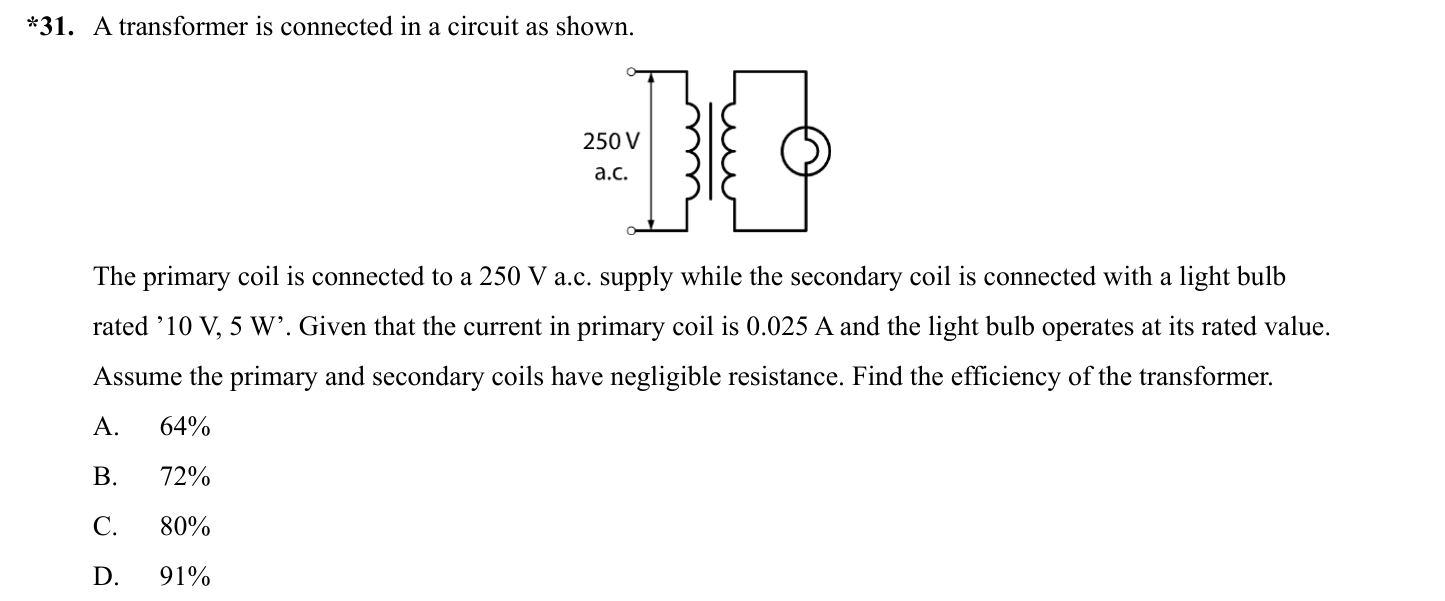 *31. A transformer is connected in a circuit as shown.
250 V
a.c.
The primary coil is connected to a 250 V a.c. supply while the secondary coil is connected with a light bulb
rated ’10 V, 5 W’. Given that the current in primary coil is 0.025 A and the light bulb operates at its rated value.
Assume the primary and secondary coils have negligible resistance. Find the efficiency of the transformer.
A. 64%
B. 72%
C. 80%
D. 91%